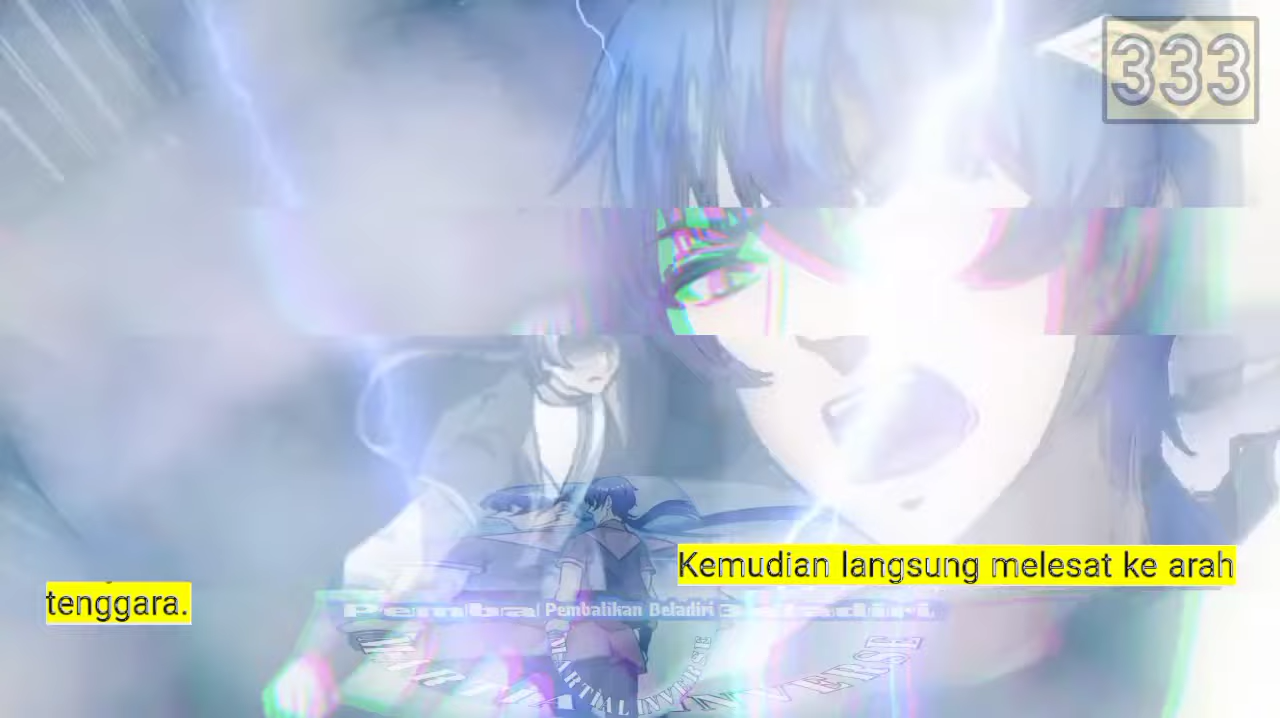 333
Kemudian langsung melesat ke arah
tenggara.
Pembalikan Beladiri
MARTIAL INVERSE